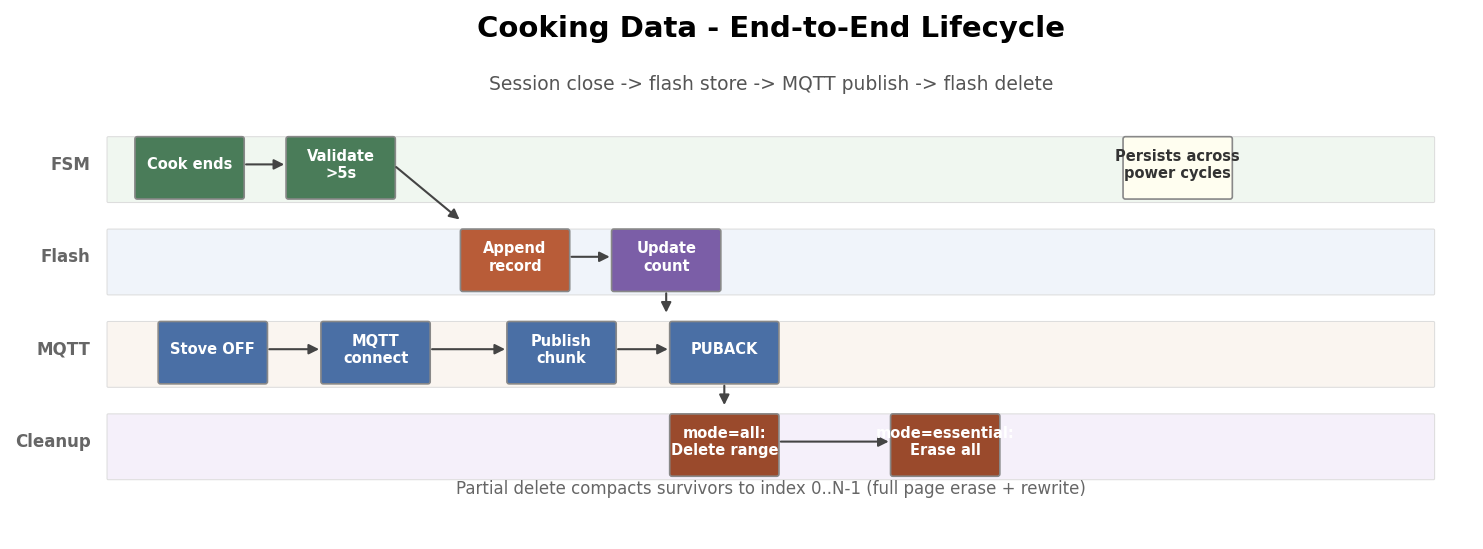 Cooking Data - End-to-End Lifecycle
Session close -> flash store -> MQTT publish -> flash delete
FSM
Cook ends
Validate
>5s
Persists across
power cycles
Flash
Append
record
Update
count
MQTT
Stove OFF
MQTT
connect
Publish
chunk
PUBACK
Cleanup
mode=all:
Delete range
mode=essential:
Erase all
Partial delete compacts survivors to index 0..N-1 (full page erase + rewrite)